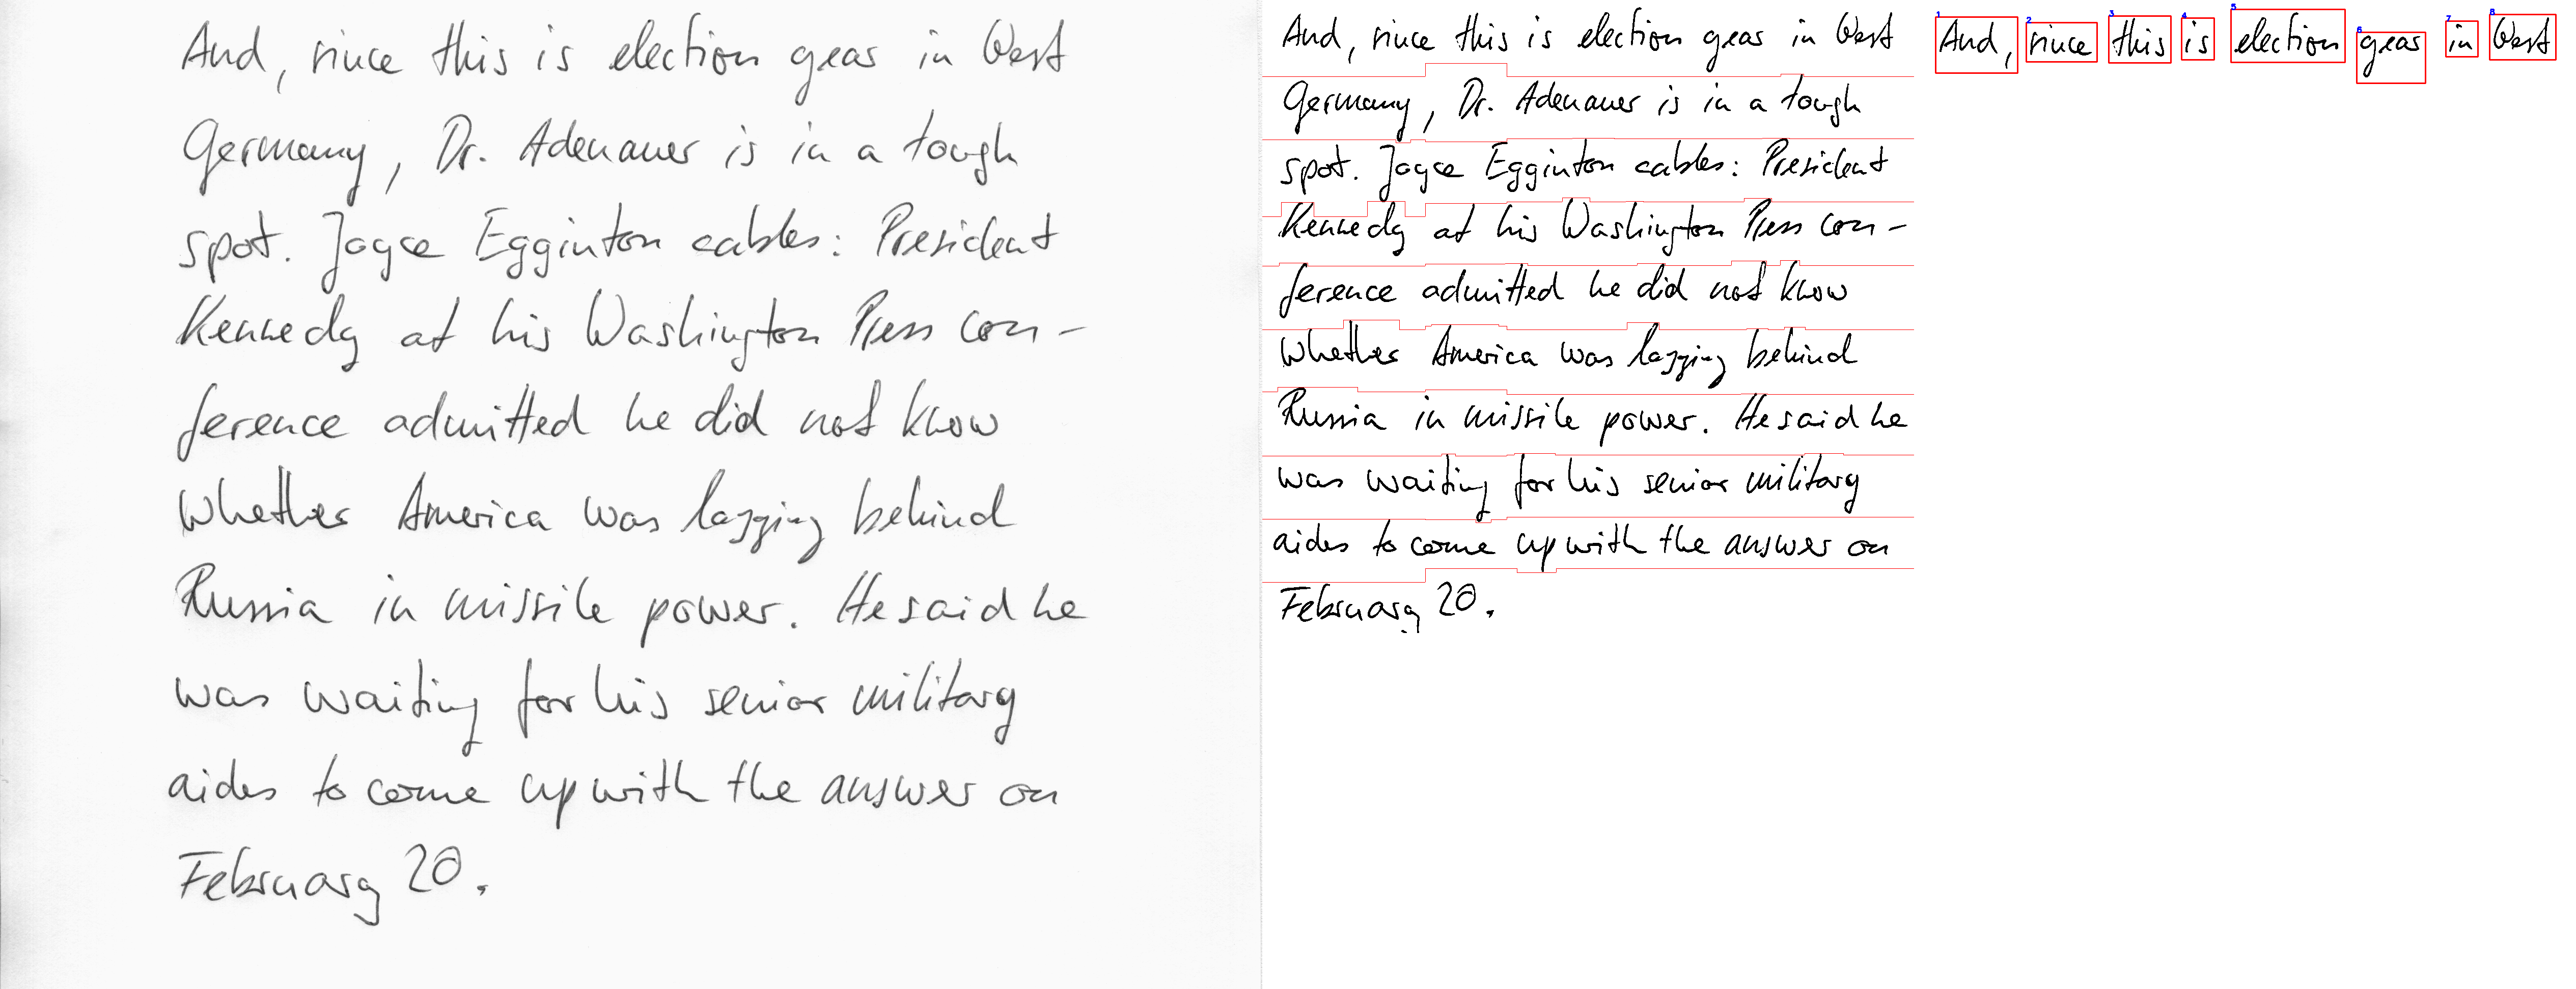 And, since this is election year in West
Germany, Dr. Adenauer is in a tough
spot. Joyce Egginton cables: President
Kennedy at his Washington Press con-
ference admitted he did not know
whether America was lagging behind
Russia in missile power. He said he
was waiting for his senior military
aides to come up with the answer on
February 20.
And, since this is election year in West
Germany, Dr. Adenauer is in a tough
spot. Joyce Egginton cables: President
Kennedy at his Washington Press con-
ference admitted he did not know
whether America was lagging behind
Russia in missile power. He said he
was waiting for his senior military
aides to come up with the answer on
February 20.
1 2 3 4 5 6 7 8
And, since this is election year in West